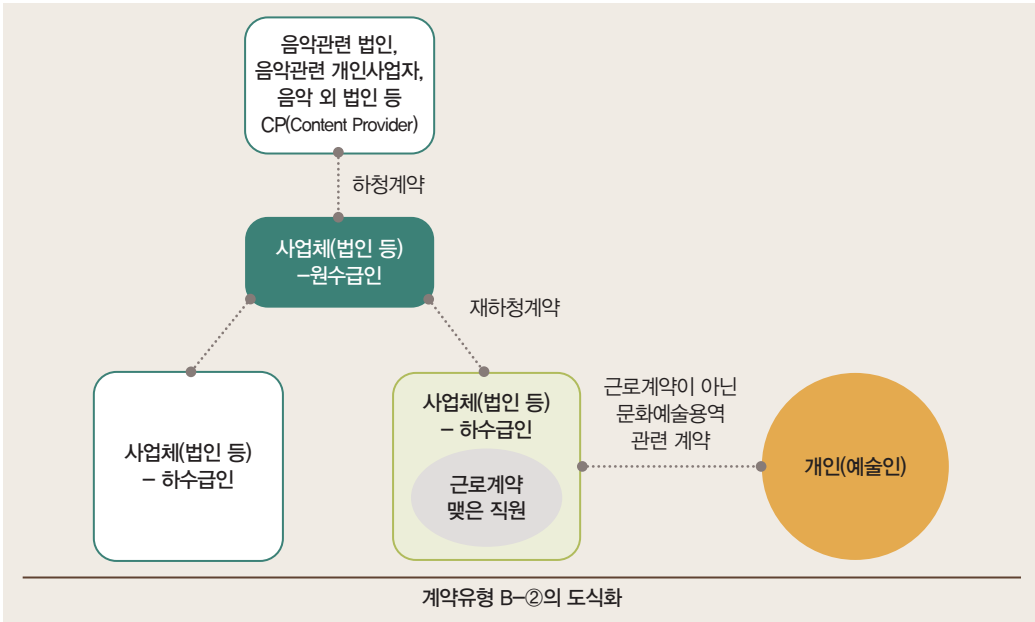 음악관련 법인,
음악관련 개인사업자,
음악 외 법인 등
CP(Content Provider)
하청계약
사업체(법인 등)
–원수급인
재하청계약
사업체(법인 등)
– 하수급인
사업체(법인 등)
– 하수급인
근로계약
맺은 직원
근로계약이 아닌
문화예술용역
관련 계약
개인(예술인)
계약유형 B–②의 도식화